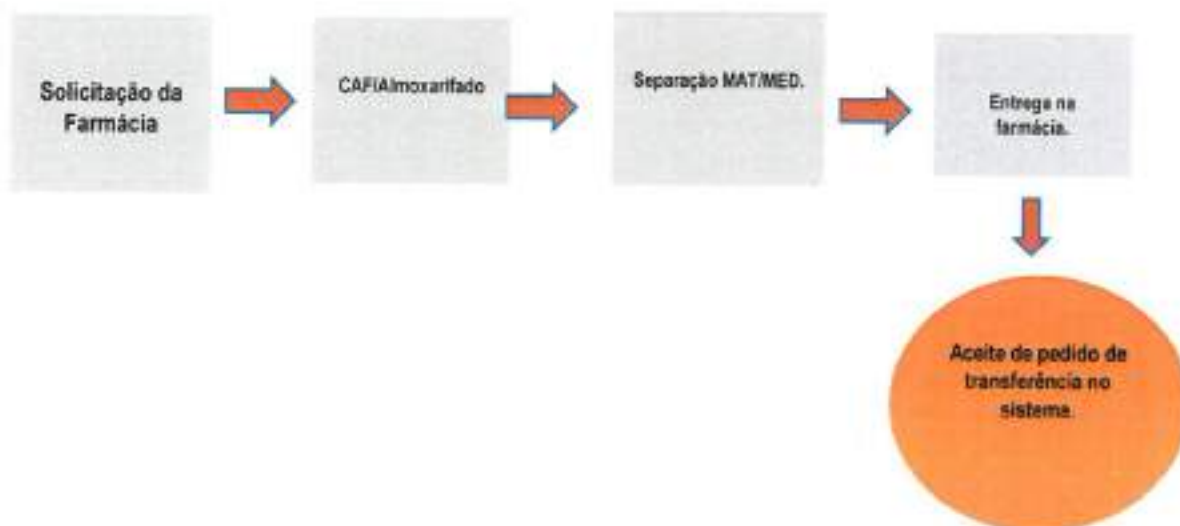 Solicitação da
Farmácia
CAF/Almoxarifado
Separação MAT/MED.
Entrega na
farmácia.
Aceite de pedido de
transferência no
sistema.